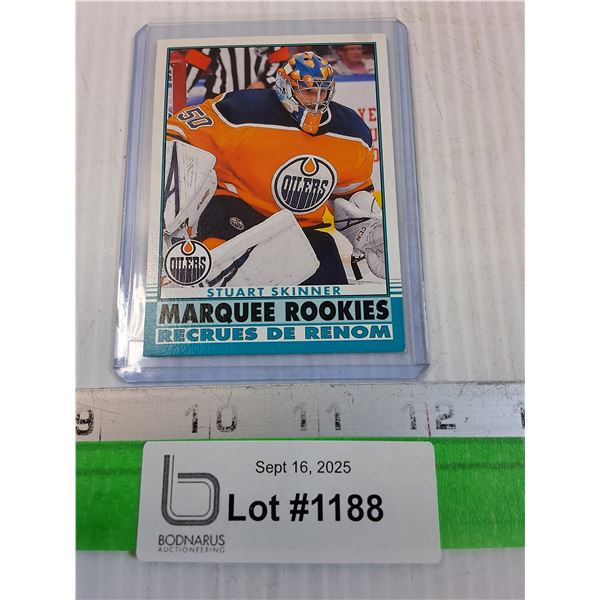 50
OILERS
OILERS
STUART SKINNER
MARQUEE ROOKIES
RECRUES DE RENOM
9 10 11 12
Sept 16, 2025
Lot #1188
BODNARUS
AUCTIONEERING